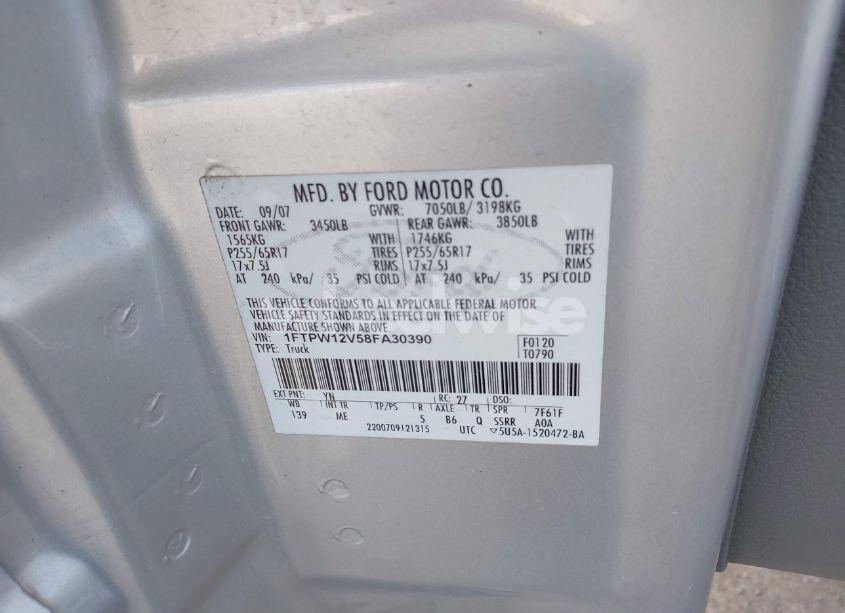 MFD. BY FORD MOTOR CO.
DATE: 09/07 GVWR: 7050LB/ 3198KG
FRONT GAWR: 3450LB REAR GAWR: 3850LB
1565KG WITH 1746KG WITH
P255/65R17 TIRES P255/65R17 TIRES
17x7.5J RIMS 17x7.5J RIMS
AT 240 kPa/ 35 PSI COLD AT 240 kPa/ 35 PSI COLD
THIS VEHICLE CONFORMS TO ALL APPLICABLE FEDERAL MOTOR
VEHICLE SAFETY STANDARDS IN EFFECT ON THE DATE OF
MANUFACTURE SHOWN ABOVE.
VIN: 1FTPW12V58FA30390 F0120
TYPE: Truck T0790
EXT PNT: YN RC: 27 DSO:
WB INT TR TP/PS R AXLE TR SPR 7F61F
139 ME 5 B6 Q SSRR A0A
2200709121315 UTC ▽5U5A-1520472-BA